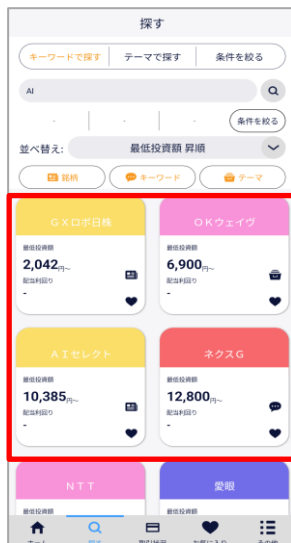 探す
キーワードで探す テーマで探す 条件を絞る
AI
- - - 条件を絞る
並べ替え: 最低投資額 昇順
銘柄 キーワード テーマ
GXロボ日株 OKウェイヴ
最低投資額 最低投資額
2,042円~ 6,900円~
配当利回り 配当利回り
- -
AIセレクト ネクスG
最低投資額 最低投資額
10,385円~ 12,800円~
配当利回り 配当利回り
- -
NTT 愛眼
最低投資額 最低投資額
ホーム 探す 取引状況 お気に入り その他